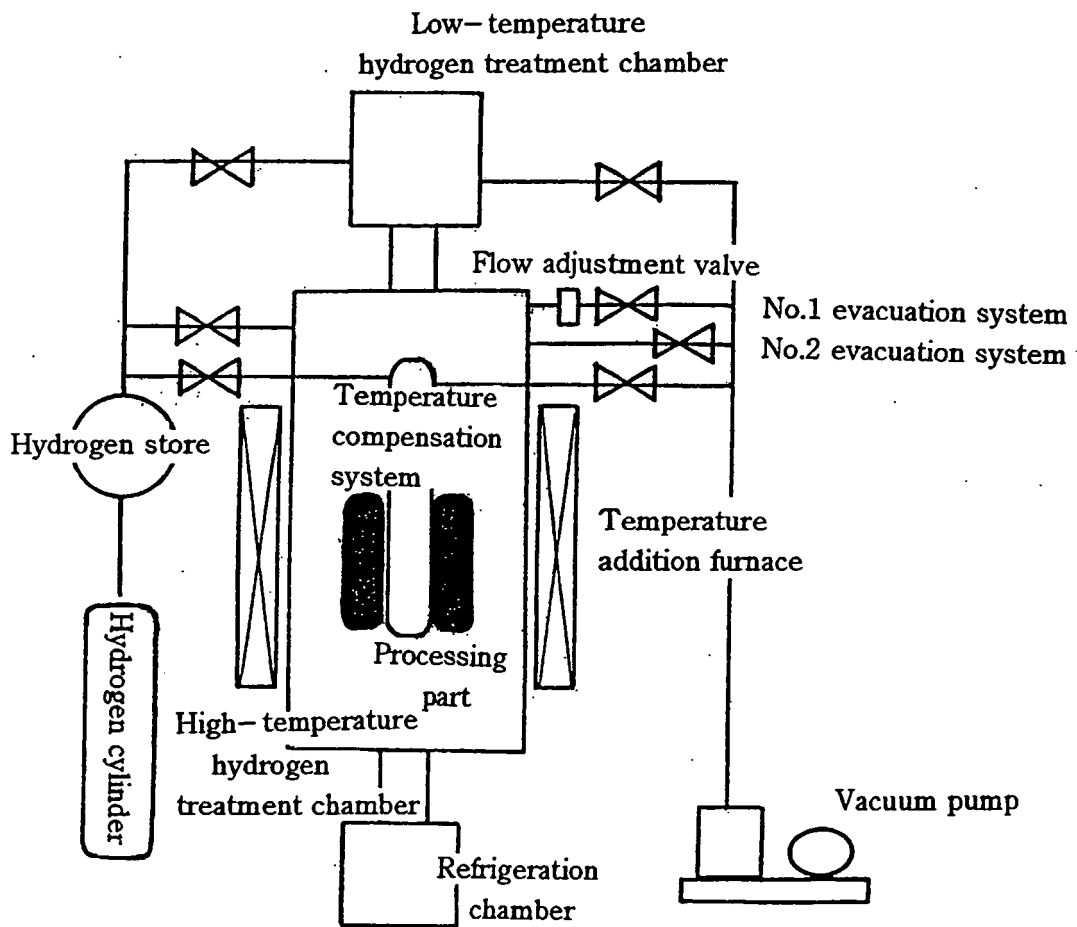 Low-temperature
hydrogen treatment chamber
Flow adjustment valve
No.1 evacuation system
No.2 evacuation system
Temperature
compensation
system
Hydrogen store
Temperature
addition furnace
Hydrogen cylinder
Processing
part
High-temperature
hydrogen
treatment chamber
Vacuum pump
Refrigeration
chamber